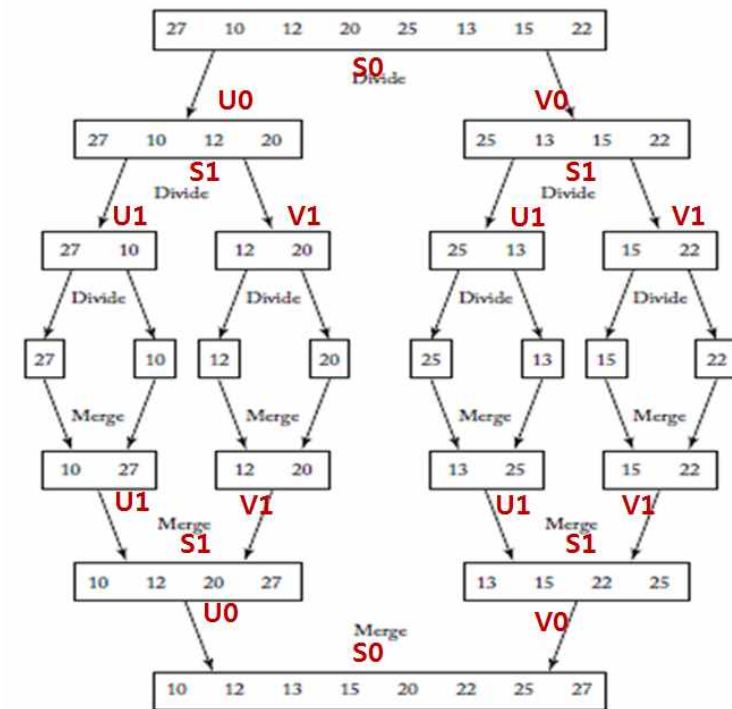 27 10 12 20 25 13 15 22
S0
Divide
U0 V0
27 10 12 20 25 13 15 22
S1 S1
Divide Divide
U1 V1 U1 V1
27 10 12 20 25 13 15 22
Divide Divide Divide Divide
27 10 12 20 25 13 15 22
Merge Merge Merge Merge
10 27 12 20 13 25 15 22
U1 V1 U1 V1
Merge Merge
S1 S1
10 12 20 27 13 15 22 25
U0 V0
Merge
S0
10 12 13 15 20 22 25 27